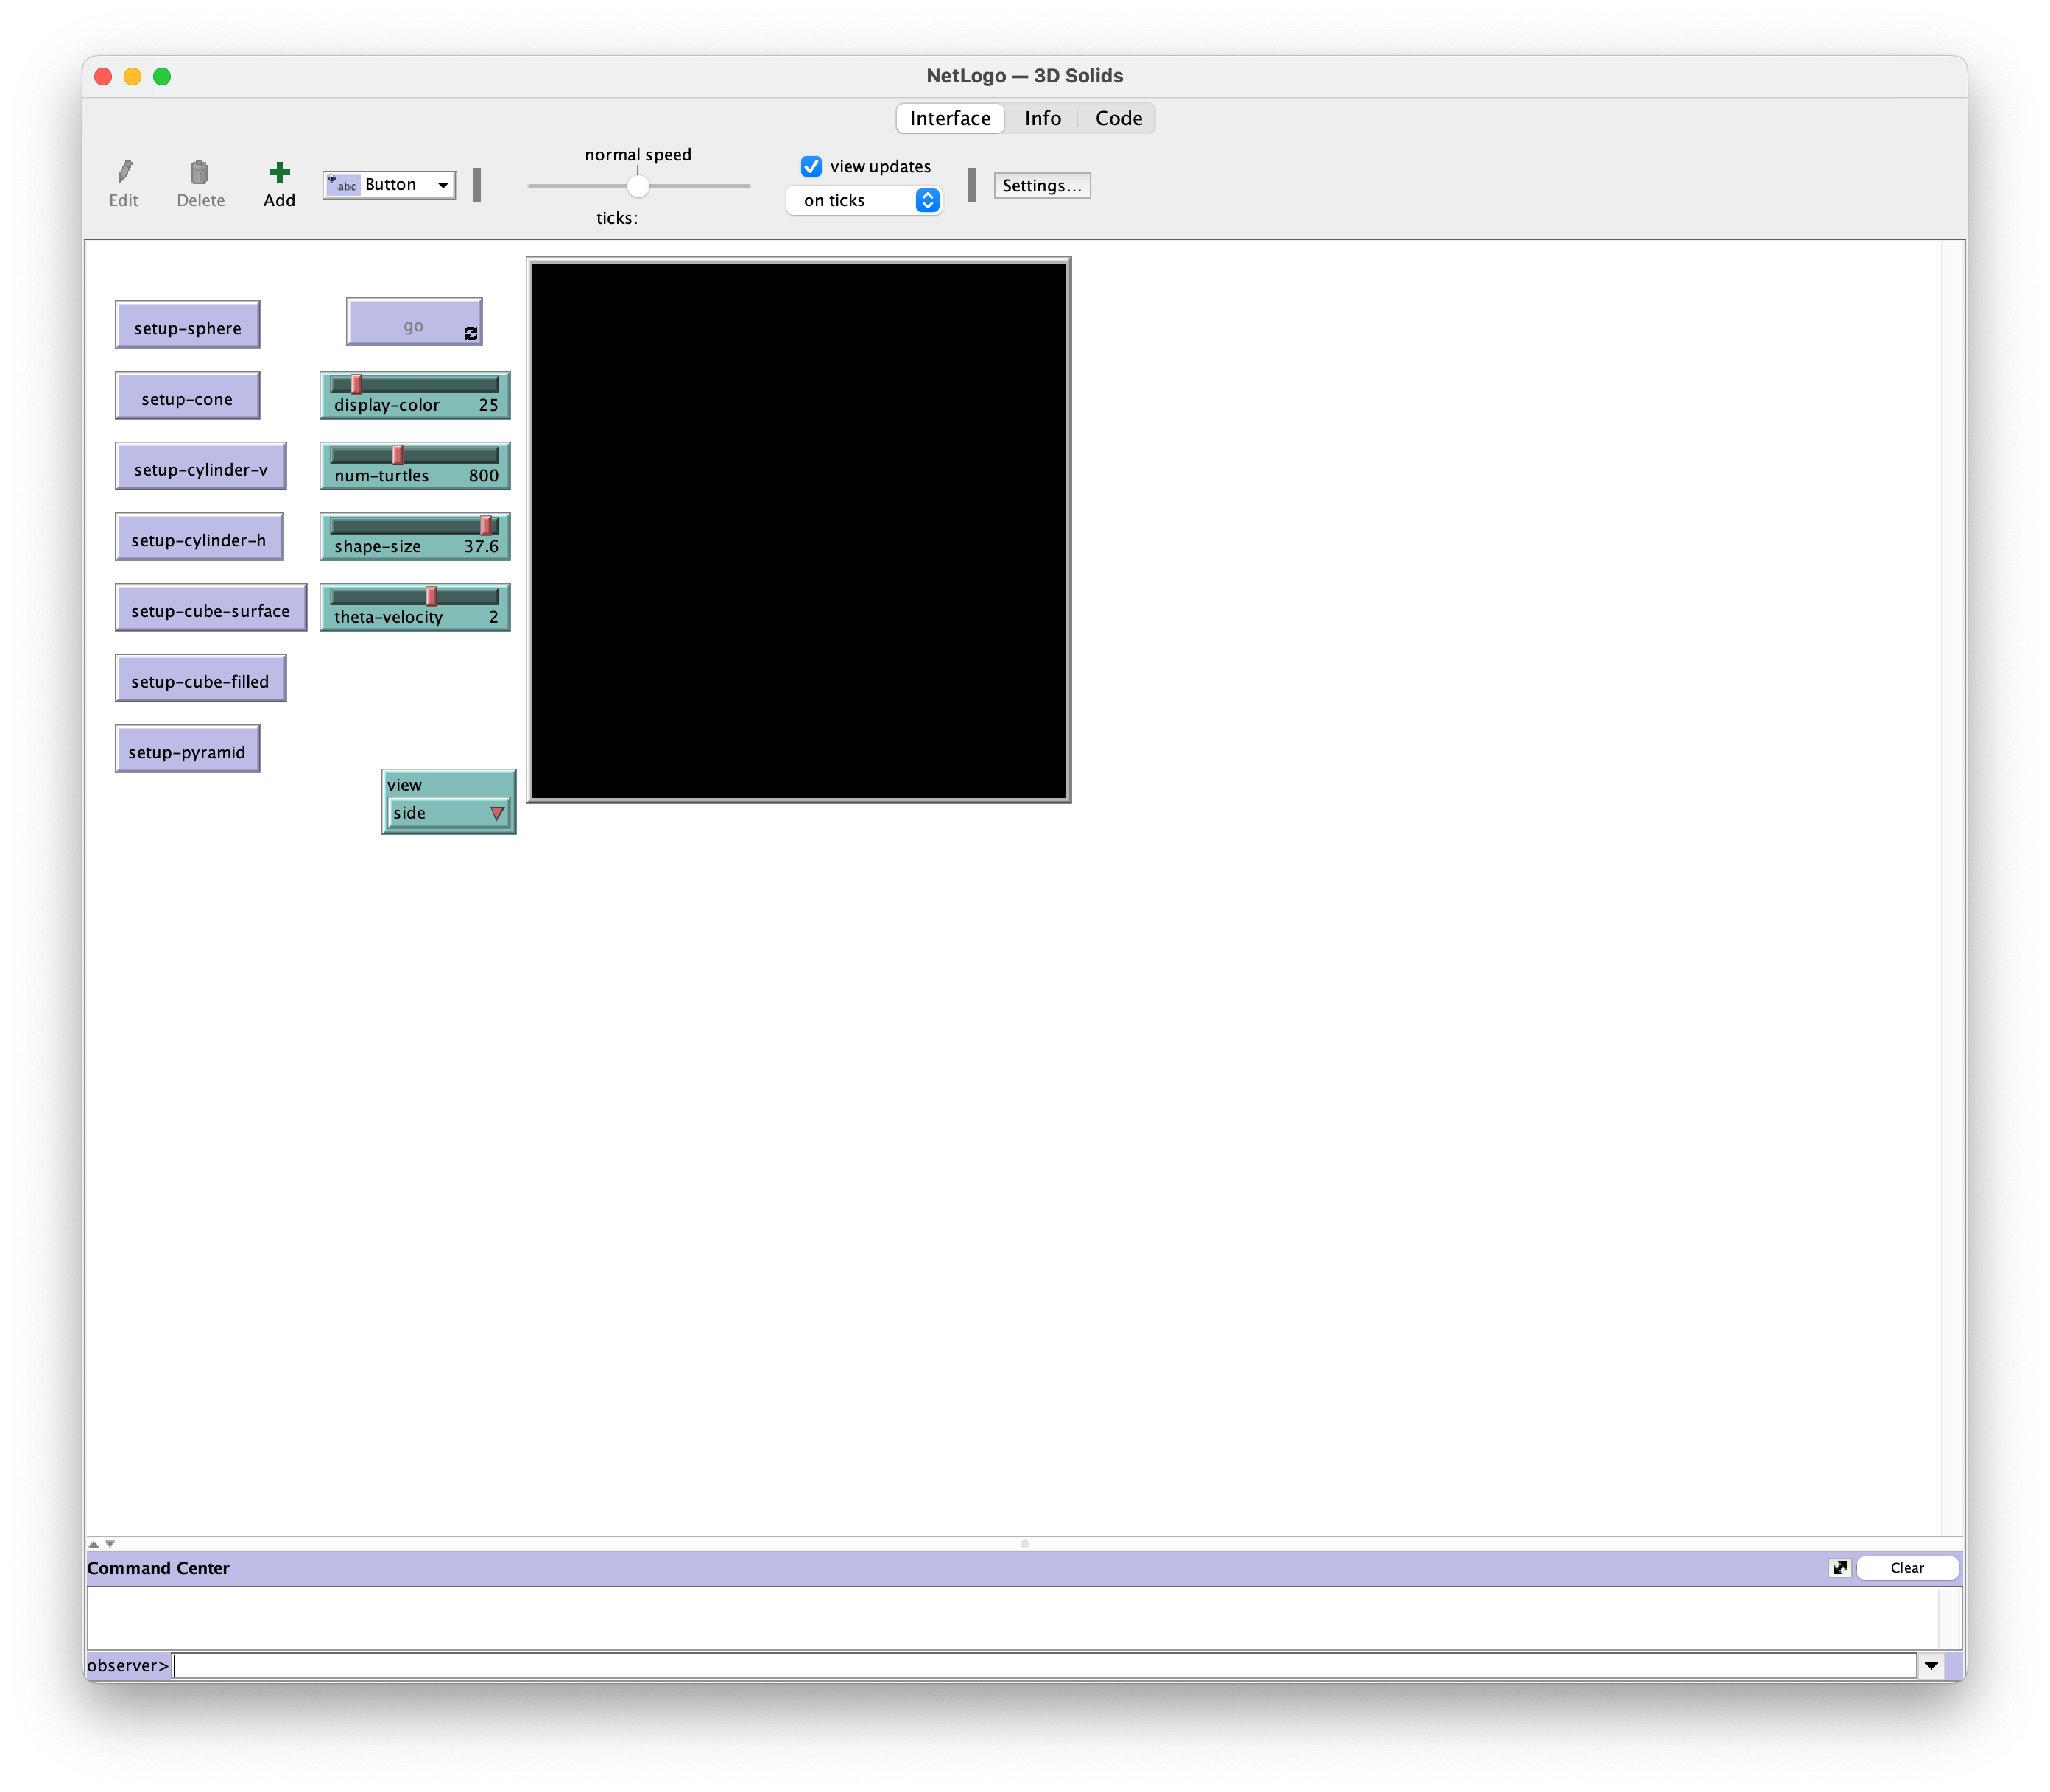 NetLogo — 3D Solids
Interface Info Code
Edit
Delete
Add
abc Button
normal speed
ticks:
view updates
on ticks
Settings...
setup-sphere
go
setup-cone
display-color 25
setup-cylinder-v
num-turtles 800
setup-cylinder-h
shape-size 37.6
setup-cube-surface
theta-velocity 2
setup-cube-filled
setup-pyramid
view
side
Command Center
Clear
observer>